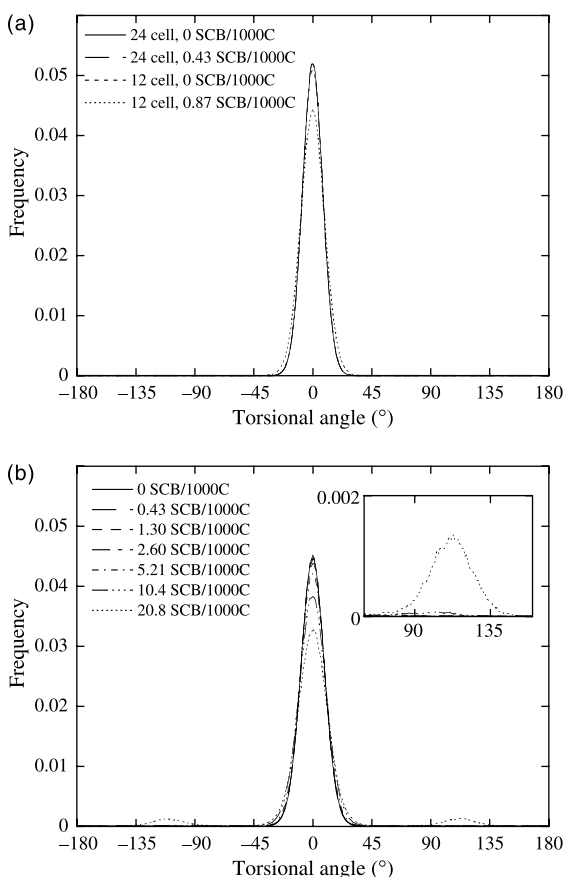 (a)
24 cell, 0 SCB/1000C
24 cell, 0.43 SCB/1000C
12 cell, 0 SCB/1000C
12 cell, 0.87 SCB/1000C
0.05
0.04
0.03
0.02
0.01
0
Frequency
−180 −135 −90 −45 0 45 90 135 180
Torsional angle (°)
(b)
0 SCB/1000C
0.43 SCB/1000C
1.30 SCB/1000C
2.60 SCB/1000C
5.21 SCB/1000C
10.4 SCB/1000C
20.8 SCB/1000C
0.002
0
90 135
0.05
0.04
0.03
0.02
0.01
0
Frequency
−180 −135 −90 −45 0 45 90 135 180
Torsional angle (°)